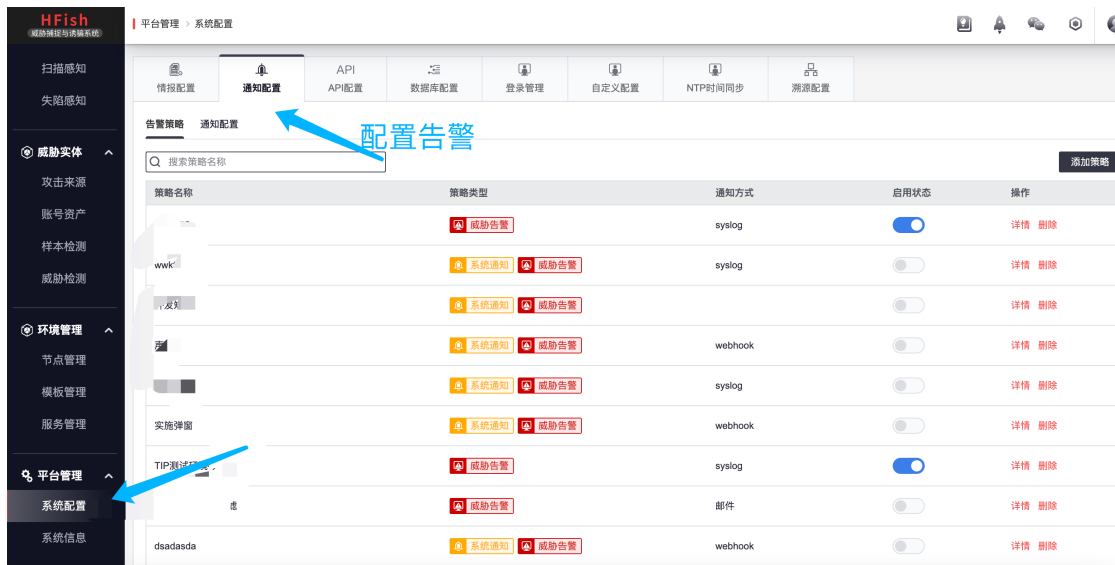 HFish
威胁捕捉与诱骗系统
平台管理 > 系统配置
扫描感知
失陷感知
威胁实体
攻击来源
账号资产
样本检测
威胁检测
环境管理
节点管理
模板管理
服务管理
平台管理
系统配置
系统信息
情报配置
通知配置
API
API配置
数据库配置
登录管理
自定义配置
NTP时间同步
溯源配置
告警策略 通知配置
配置告警
搜索策略名称
添加策略
策略名称 策略类型 通知方式 启用状态 操作
威胁告警 syslog 详情 删除
wwk 系统通知 威胁告警 syslog 详情 删除
系统通知 威胁告警 详情 删除
系统通知 威胁告警 webhook 详情 删除
系统通知 威胁告警 syslog 详情 删除
实施弹窗 系统通知 威胁告警 webhook 详情 删除
TIP测试 威胁告警 syslog 详情 删除
威胁告警 邮件 详情 删除
dsadasda 系统通知 威胁告警 webhook 详情 删除